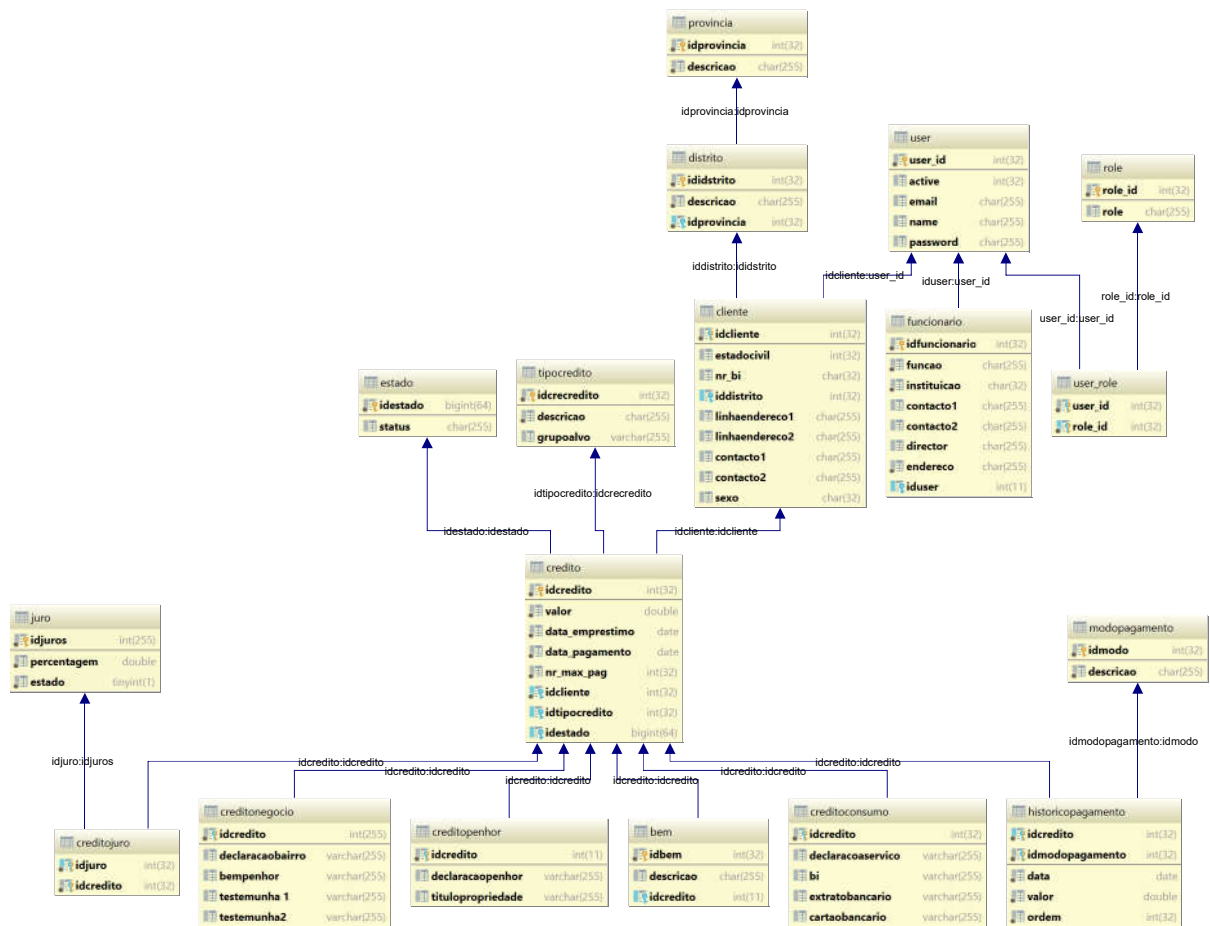 provincia
idprovincia int(32)
descricao char(255)
idprovincia:idprovincia
distrito
ididstrito int(32)
descricao char(255)
idprovincia int(32)
user
user_id int(32)
active int(32)
email char(255)
name char(255)
password char(255)
role
role_id int(32)
role char(255)
iddistrito:ididstrito
idcliente:user_id
iduser:user_id
role_id:role_id
user_id:user_id
cliente
idcliente int(32)
estadocivil int(32)
nr_bi char(32)
iddistrito int(32)
linhaendereco1 char(255)
linhaendereco2 char(255)
contacto1 char(255)
contacto2 char(255)
sexo char(32)
funcionario
idfuncionario int(32)
funcao char(255)
instituicao char(32)
contacto1 char(255)
contacto2 char(255)
director char(255)
endereco char(255)
iduser int(11)
user_role
user_id int(32)
role_id int(32)
estado
idestado bigint(64)
status char(255)
tipocredito
idcrecredito int(32)
descricao char(255)
grupoalvo varchar(255)
idtipocredito:idcrecredito
idestado:idestado
idcliente:idcliente
credito
idcredito int(32)
valor double
data_emprestimo date
data_pagamento date
nr_max_pag int(32)
idcliente int(32)
idtipocredito int(32)
idestado bigint(64)
juro
idjuros int(255)
percentagem double
estado tinyint(1)
modopagamento
idmodo int(32)
descricao char(255)
idmodopagamento:idmodo
idjuro:idjuros
idcredito:idcredito
idcredito:idcredito
idcredito:idcredito
idcredito:idcredito
idcredito:idcredito
idcredito:idcredito
creditojuro
idjuro int(32)
idcredito int(32)
creditonegocio
idcredito int(255)
declaracaobairro varchar(255)
bempenhor varchar(255)
testemunha 1 varchar(255)
testemunha2 varchar(255)
creditopenhor
idcredito int(11)
declaracaopenhor varchar(255)
titulopropriedade varchar(255)
bem
idbem int(32)
descricao char(255)
idcredito int(11)
creditoconsumo
idcredito int(32)
declaracoaservico varchar(255)
bi varchar(255)
extratobancario varchar(255)
cartaobancario varchar(255)
historicopagamento
idcredito int(32)
idmodopagamento int(32)
data date
valor double
ordem int(32)